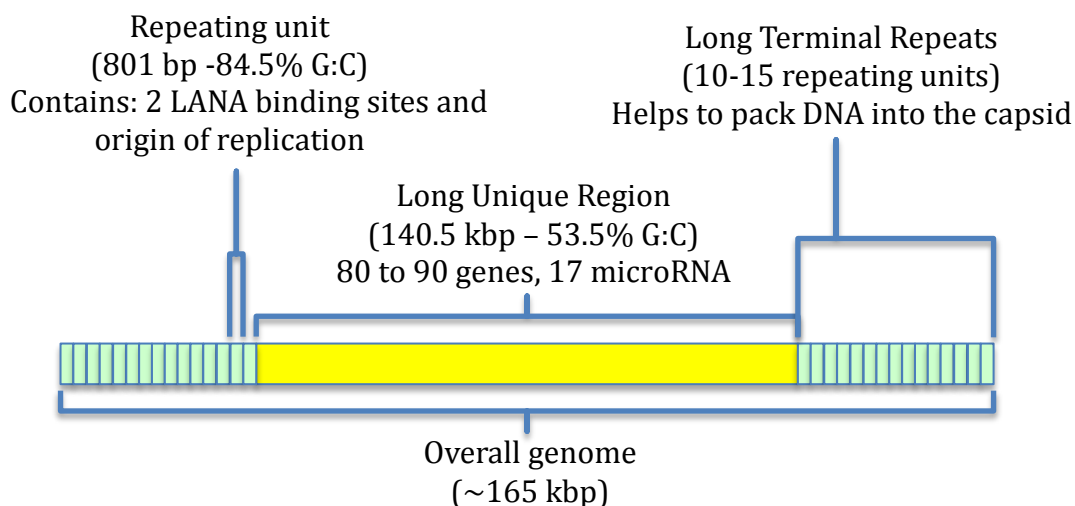 Repeating unit
(801 bp -84.5% G:C)
Contains: 2 LANA binding sites and
origin of replication
Long Terminal Repeats
(10-15 repeating units)
Helps to pack DNA into the capsid
Long Unique Region
(140.5 kbp – 53.5% G:C)
80 to 90 genes, 17 microRNA
Overall genome
(~165 kbp)